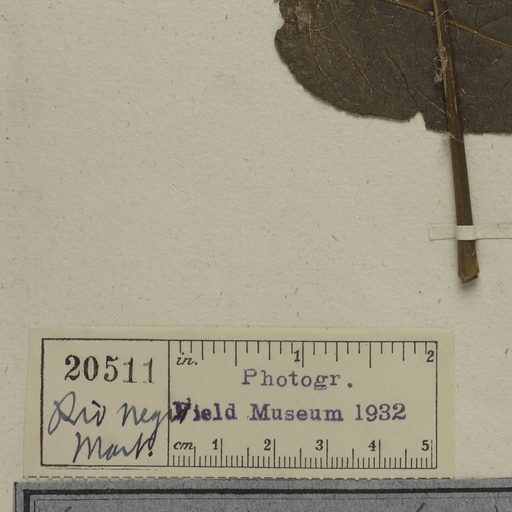 20511
Rio negro
Mart.
in. 1 2
Photogr.
Field Museum 1932
cm 1 2 3 4 5